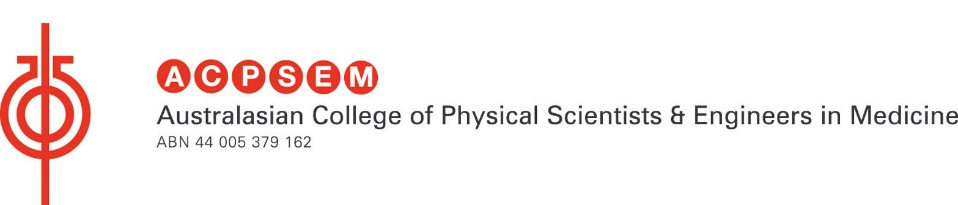 ACPSEM
Australasian College of Physical Scientists & Engineers in Medicine
ABN 44 005 379 162